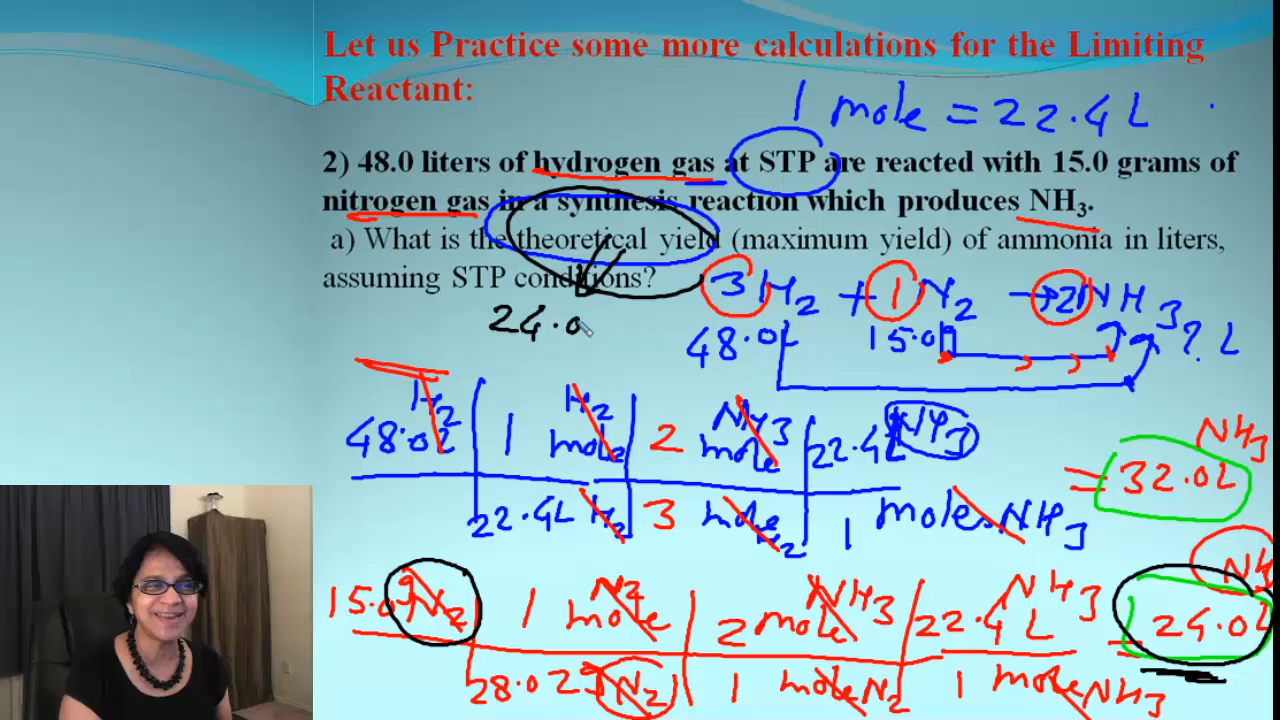 Let us Practice some more calculations for the Limiting
Reactant:
1 mole = 22.4 L
2) 48.0 liters of hydrogen gas at STP are reacted with 15.0 grams of
nitrogen gas in a synthesis reaction which produces NH3.
a) What is the theoretical yield (maximum yield) of ammonia in liters,
assuming STP conditions?
3H2 + 1N2 → 2NH3
24.0
48.0L 15.0g ? L
H2 H2 NH3 NH3 NH3
48.0L 1 mole 2 mole 22.4L = 32.0L
22.4L H2 3 mole H2 1 mole NH3
N2 NH3 NH3 NH
15.0g N2 1 mole 2 mole 22.4 L = 24.0L
28.02g N2 1 mole N2 1 mole NH3